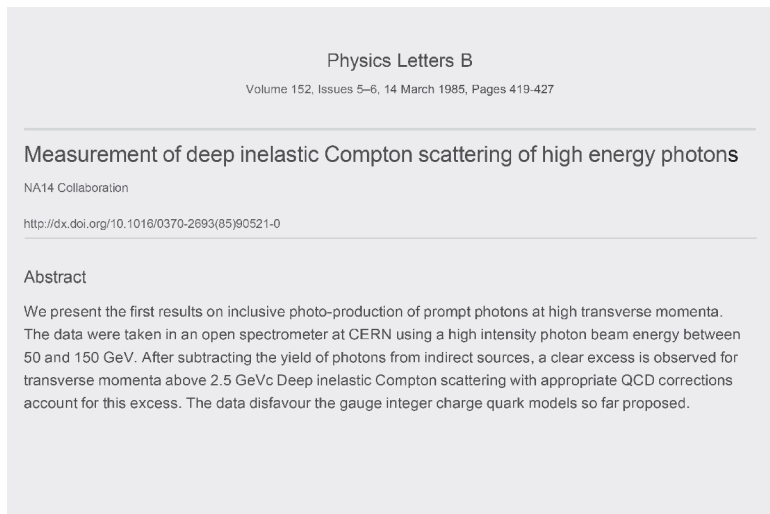 Physics Letters B
Volume 152, Issues 5–6, 14 March 1985, Pages 419-427
Measurement of deep inelastic Compton scattering of high energy photons
NA14 Collaboration
http://dx.doi.org/10.1016/0370-2693(85)90521-0
Abstract
We present the first results on inclusive photo-production of prompt photons at high transverse momenta.
The data were taken in an open spectrometer at CERN using a high intensity photon beam energy between
50 and 150 GeV. After subtracting the yield of photons from indirect sources, a clear excess is observed for
transverse momenta above 2.5 GeVc Deep inelastic Compton scattering with appropriate QCD corrections
account for this excess. The data disfavour the gauge integer charge quark models so far proposed.